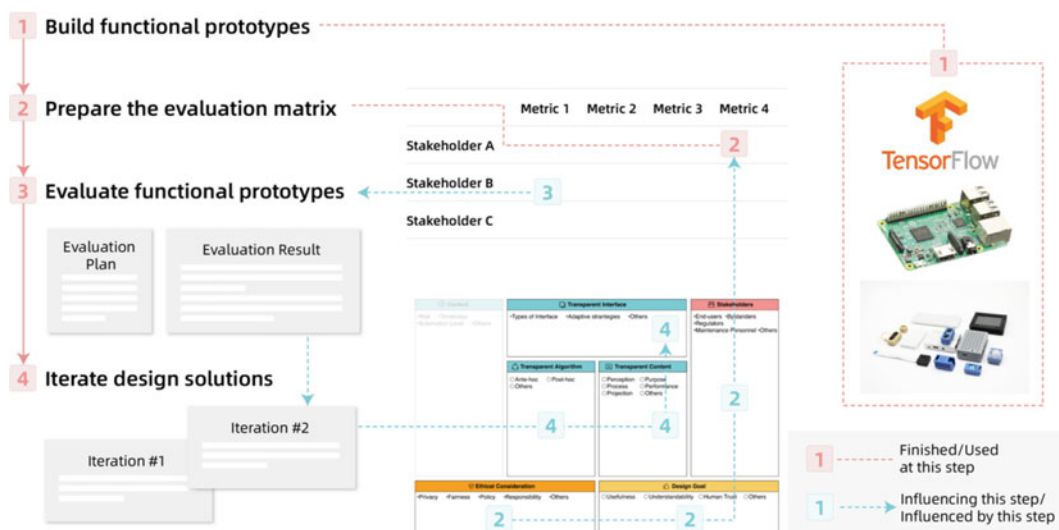 1 Build functional prototypes
1
2 Prepare the evaluation matrix
Metric 1 Metric 2 Metric 3 Metric 4
Stakeholder A
2
TensorFlow
3 Evaluate functional prototypes
Stakeholder B
3
Stakeholder C
Evaluation
Plan
Evaluation Result
Context
Transparent Interface
Stakeholders
•Types of Interface •Adaptive strategies •Others
•End-users •Bystanders
•Regulators
•Maintenance Personnel •Others
4
4 Iterate design solutions
Transparent Algorithm
Transparent Content
○Ante-hoc ○Post-hoc
○Others
○Perception ○Purpose
○Process ○Performance
○Projection ○Others
2
4
4
Iteration #2
Iteration #1
Ethical Consideration
Design Goal
•Privacy •Fairness •Policy •Responsibility •Others
○Usefulness ○Understandability ○Human Trust ○Others
2
2
1 Finished/Used
at this step
1 Influencing this step/
Influenced by this step